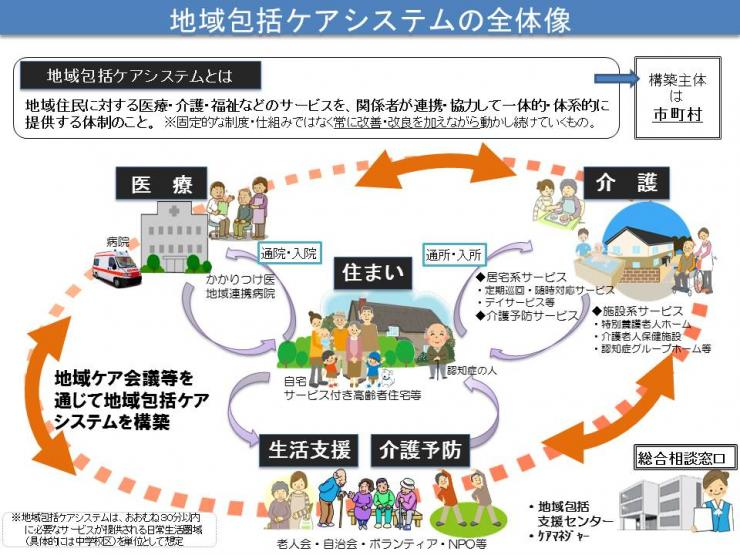 地域包括ケアシステムの全体像
地域包括ケアシステムとは
地域住民に対する医療・介護・福祉などのサービスを、関係者が連携・協力して一体的・体系的に
提供する体制のこと。 ※固定的な制度・仕組みではなく常に改善・改良を加えながら動かし続けていくもの。
構築主体
は
市町村
医 療
介 護
病院
通院・入院
通所・入所
住まい
かかりつけ医
地域連携病院
◆居宅系サービス
・定期巡回・随時対応サービス
・デイサービス等
◆介護予防サービス
◆施設系サービス
・特別養護老人ホーム
・介護老人保健施設
・認知症グループホーム等
自宅
サービス付き高齢者住宅等
認知症の人
地域ケア会議等を
通じて地域包括ケア
システムを構築
生活支援
介護予防
総合相談窓口
・地域包括
支援センター
・ケアマネジャー
老人会・自治会・ボランティア・NPO等
※地域包括ケアシステムは、おおむね30分以内
に必要なサービスが提供される日常生活圏域
(具体的には中学校区)を単位として想定